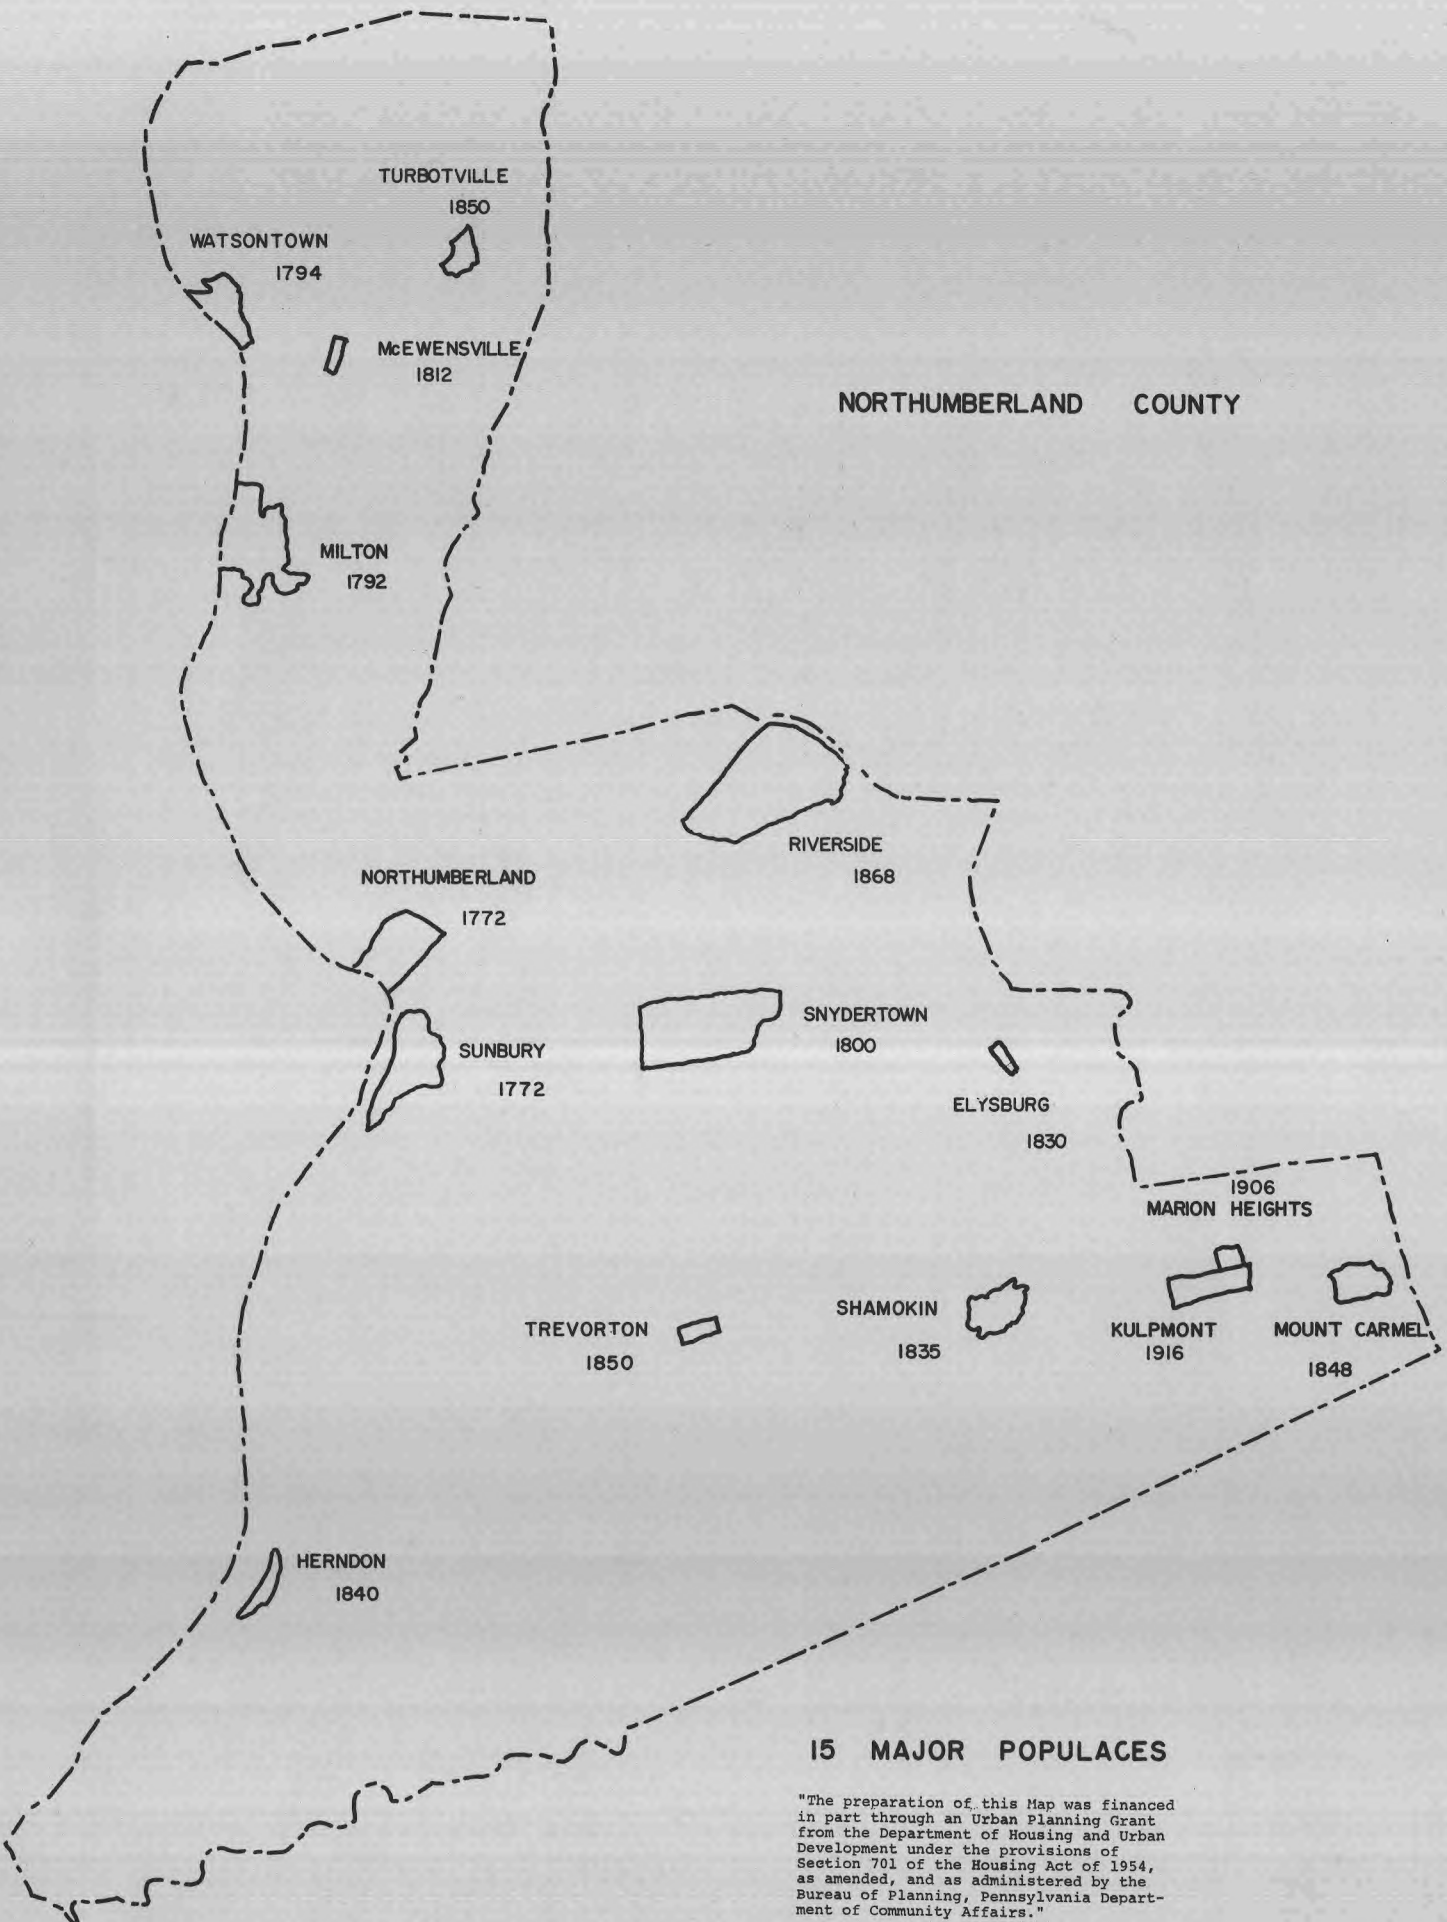 TURBOTVILLE
1850
WATSONTOWN
1794
McEWENSVILLE
1812
NORTHUMBERLAND COUNTY
MILTON
1792
RIVERSIDE
1868
NORTHUMBERLAND
1772
SNYDERTOWN
1800
SUNBURY
1772
ELYSBURG
1830
1906
MARION HEIGHTS
SHAMOKIN
1835
TREVORTON
1850
KULPMONT
1916
MOUNT CARMEL
1848
HERNDON
1840
15 MAJOR POPULACES
"The preparation of this Map was financed
in part through an Urban Planning Grant
from the Department of Housing and Urban
Development under the provisions of
Section 701 of the Housing Act of 1954,
as amended, and as administered by the
Bureau of Planning, Pennsylvania Depart-
ment of Community Affairs."